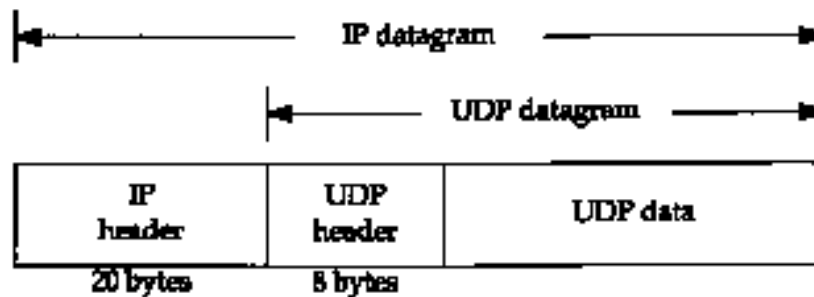 IP datagram
UDP datagram
IP
header
UDP
header
UDP data
20 bytes
8 bytes